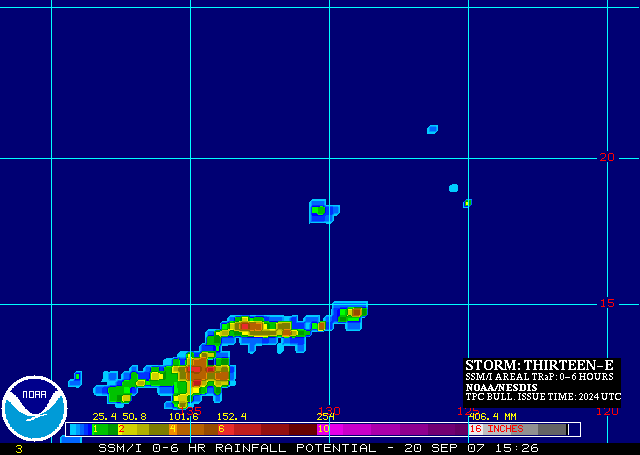 20
15
STORM: THIRTEEN-E
SSM/I AREAL TRaP: 0-6 HOURS
NOAA/NESDIS
TPC BULL. ISSUE TIME: 2024 UTC
NOAA
130
120
25.4 50.8 101.6 152.4 254 406.4 MM
1 2 4 6 10 16 INCHES
3 SSM/I 0-6 HR RAINFALL POTENTIAL - 20 SEP 07 15:26